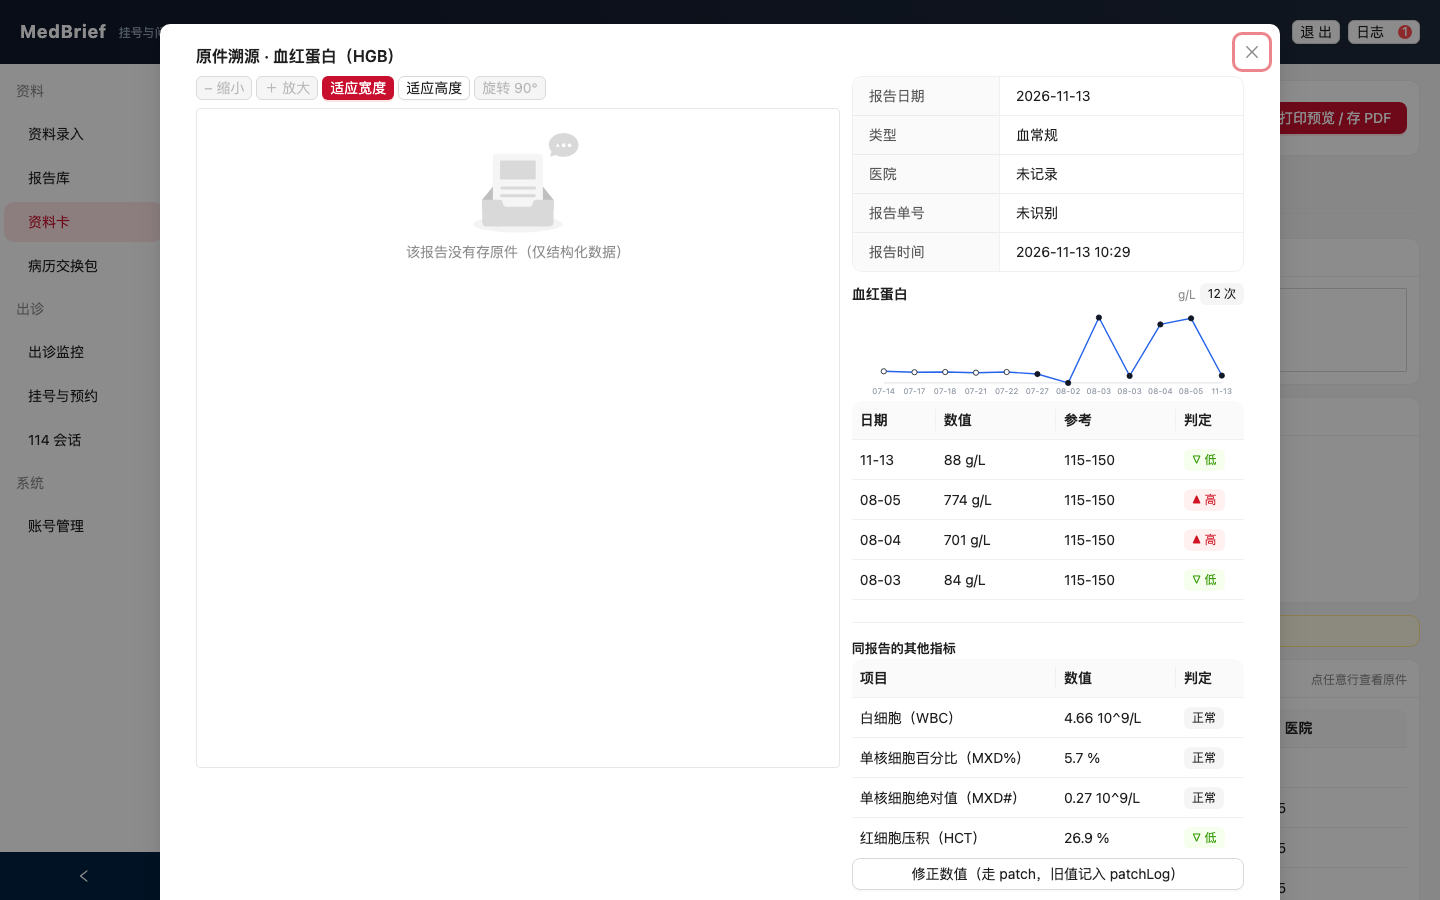 MedBrief 挂号与问
退 出
日志 1
资料
资料录入
报告库
资料卡
病历交换包
出诊
出诊监控
挂号与预约
114 会话
系统
账号管理
原件溯源 · 血红蛋白（HGB）
− 缩小
＋ 放大
适应宽度
适应高度
旋转 90°
该报告没有存原件（仅结构化数据）
报告日期 2026-11-13
类型 血常规
医院 未记录
报告单号 未识别
报告时间 2026-11-13 10:29
血红蛋白 g/L 12 次
07-14 07-17 07-18 07-21 07-22 07-27 08-02 08-03 08-03 08-04 08-05 11-13
日期 数值 参考 判定
11-13 88 g/L 115-150 ▽ 低
08-05 774 g/L 115-150 ▲ 高
08-04 701 g/L 115-150 ▲ 高
08-03 84 g/L 115-150 ▽ 低
同报告的其他指标
项目 数值 判定
白细胞（WBC） 4.66 10^9/L 正常
单核细胞百分比（MXD%） 5.7 % 正常
单核细胞绝对值（MXD#） 0.27 10^9/L 正常
红细胞压积（HCT） 26.9 % ▽ 低
修正数值（走 patch，旧值记入 patchLog）
打印预览 / 存 PDF
点任意行查看原件
医院
5
5
5